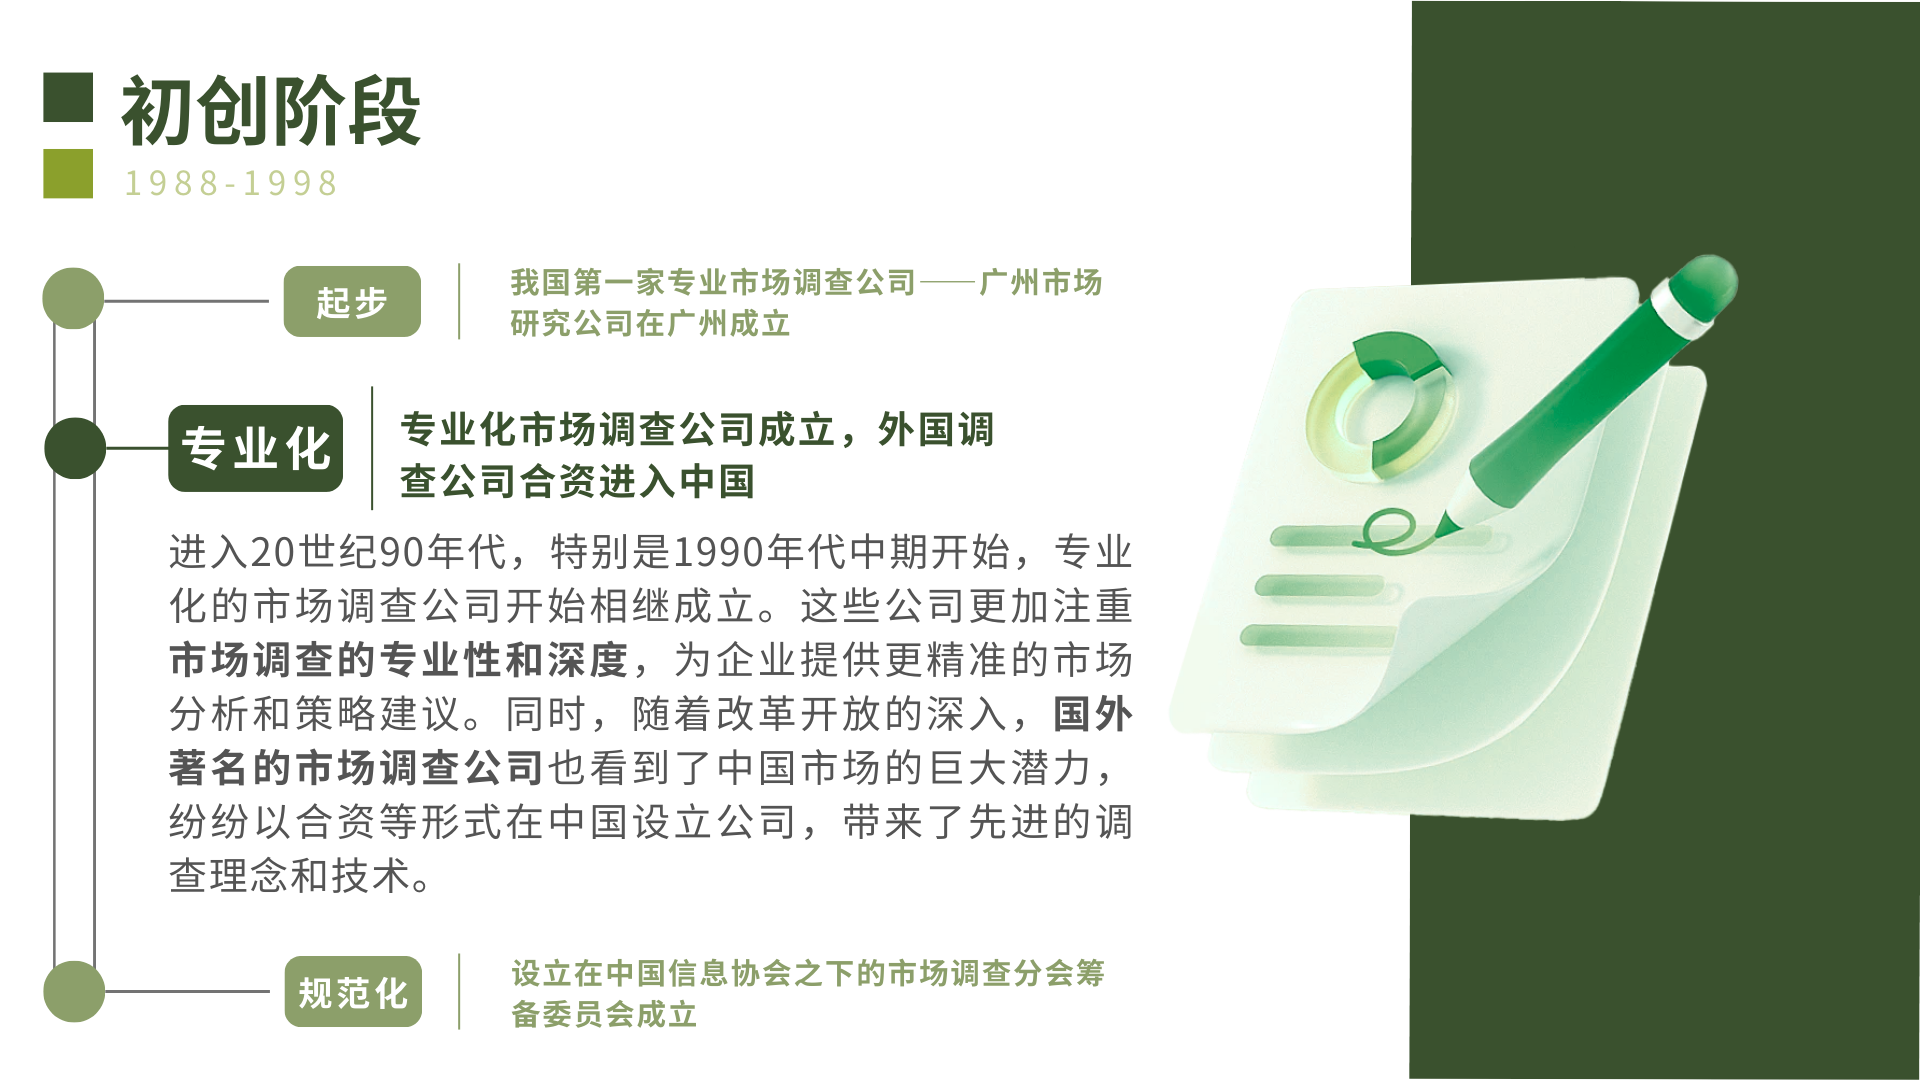 初创阶段
1988-1998
起步
我国第一家专业市场调查公司——广州市场
研究公司在广州成立
专业化
专业化市场调查公司成立，外国调
查公司合资进入中国
进入20世纪90年代，特别是1990年代中期开始，专业
化的市场调查公司开始相继成立。这些公司更加注重
市场调查的专业性和深度，为企业提供更精准的市场
分析和策略建议。同时，随着改革开放的深入，国外
著名的市场调查公司也看到了中国市场的巨大潜力，
纷纷以合资等形式在中国设立公司，带来了先进的调
查理念和技术。
规范化
设立在中国信息协会之下的市场调查分会筹
备委员会成立